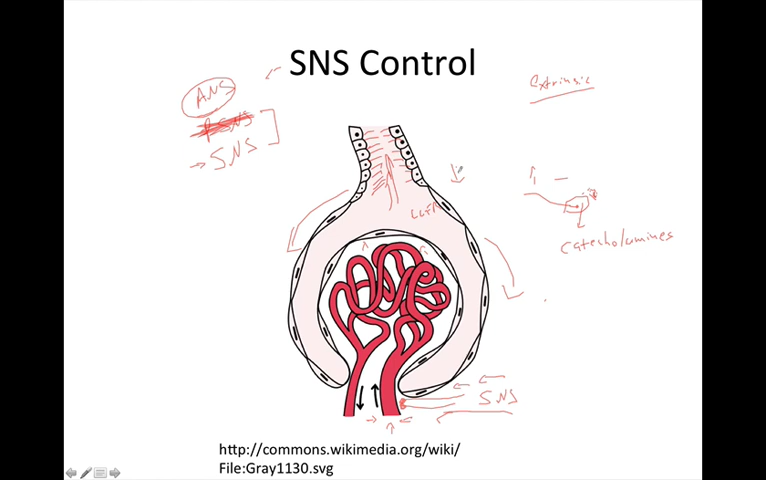 SNS Control
Extrinsic
ANS
PSNS
→ SNS
Catecholamines
SNS
http://commons.wikimedia.org/wiki/
File:Gray1130.svg